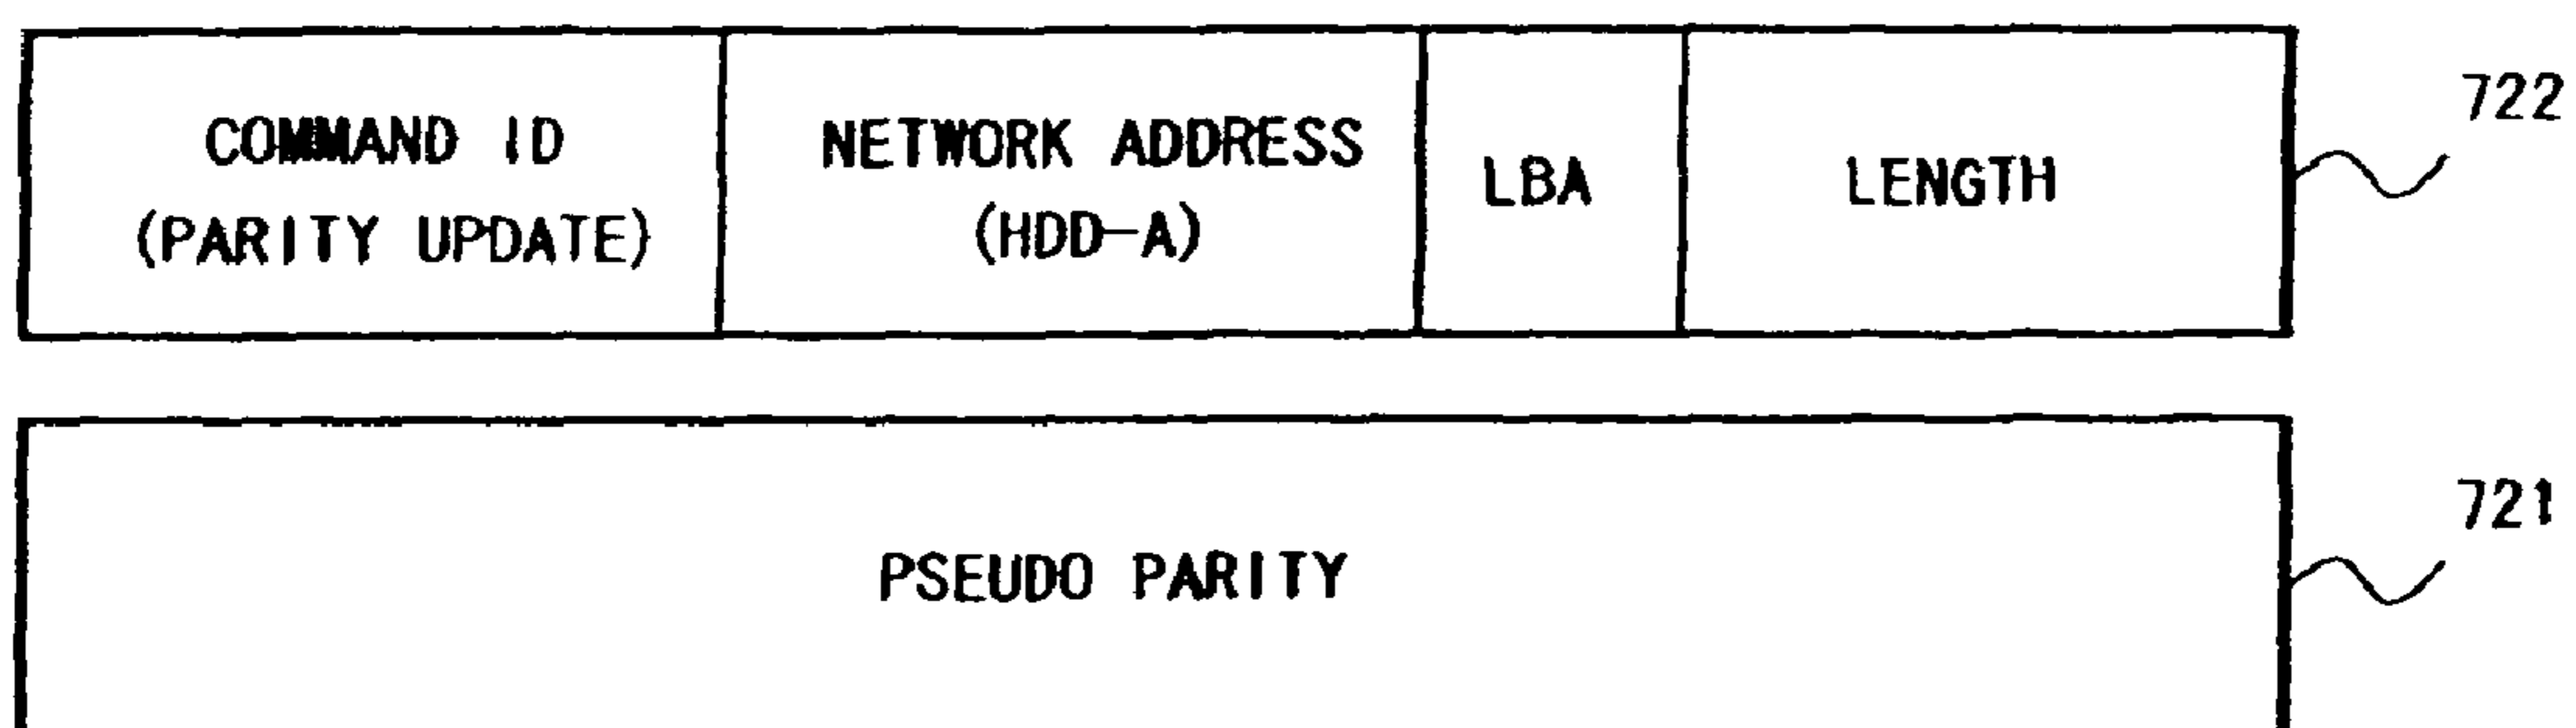 COMMAND ID
(PARITY UPDATE)
NETWORK ADDRESS
(HDD-A)
LBA
LENGTH
722
PSEUDO PARITY
721